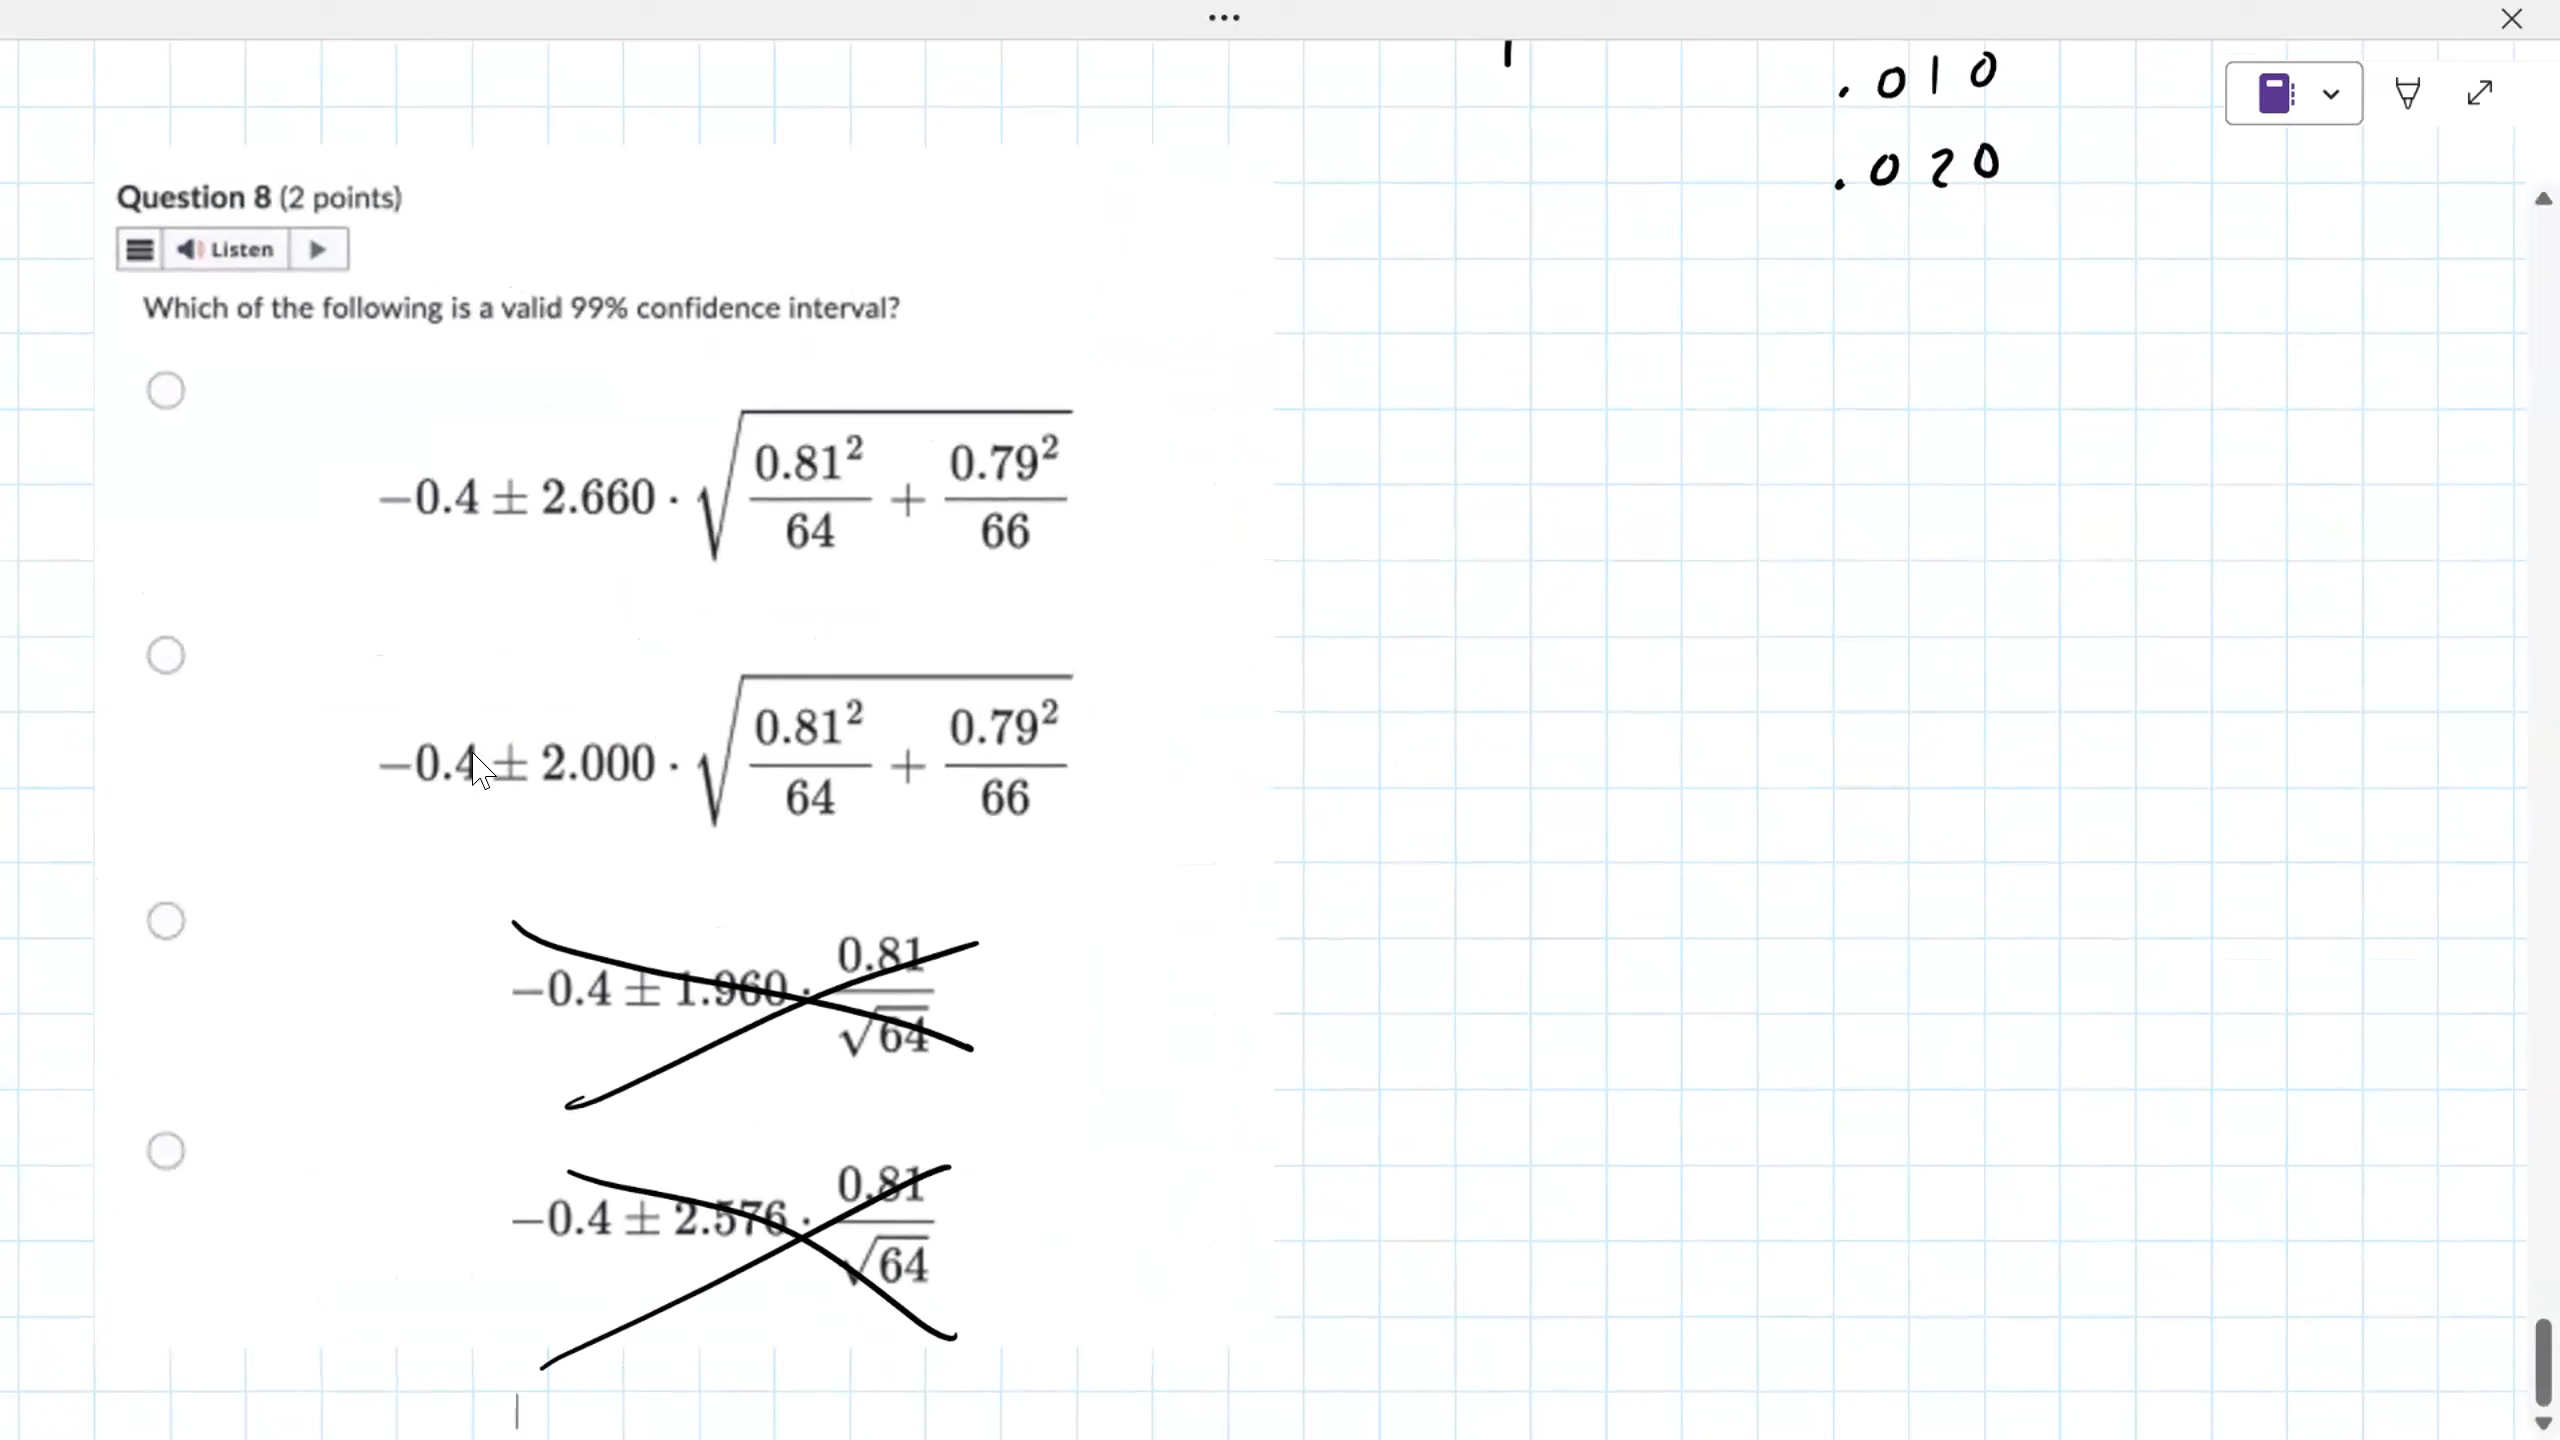 .010
.020
Question 8 (2 points)
Listen
Which of the following is a valid 99% confidence interval?
−0.4 ± 2.660 · √(0.81²/64 + 0.79²/66)
−0.4 ± 2.000 · √(0.81²/64 + 0.79²/66)
−0.4 ± 1.960 · 0.81/√64
−0.4 ± 2.576 · 0.81/√64